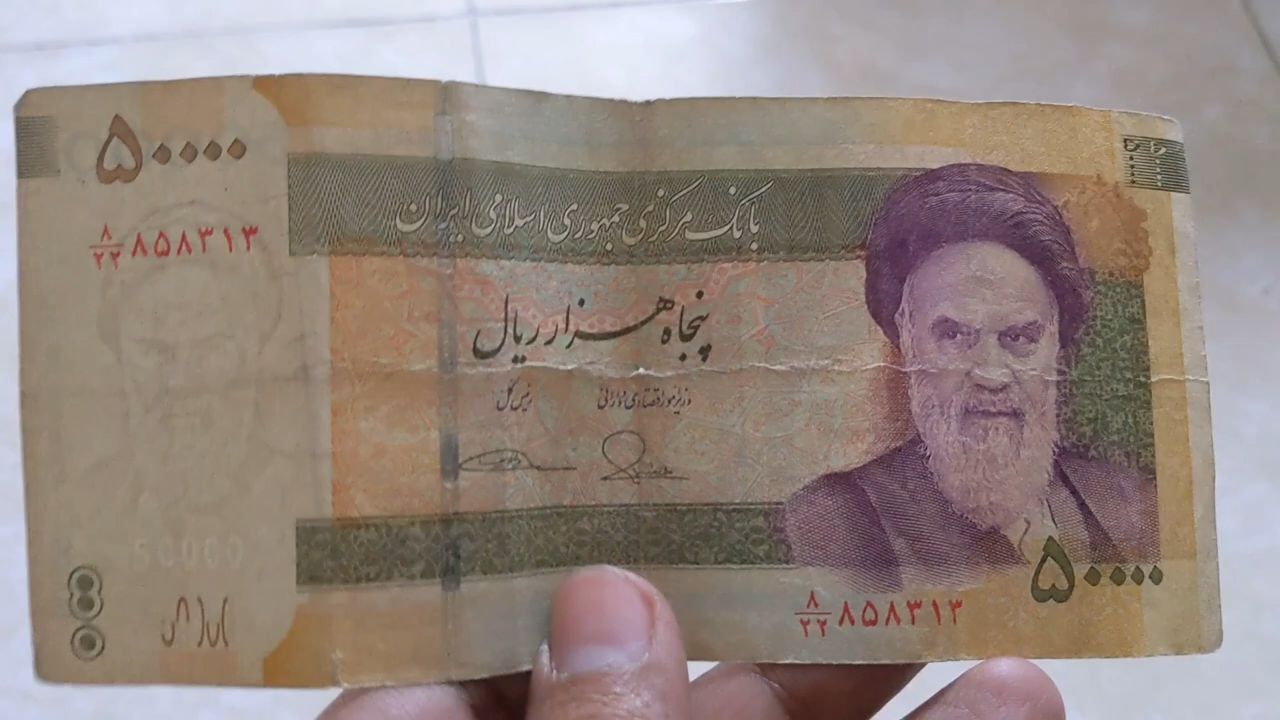 ۵۰۰۰۰
بانک مرکزی جمهوری اسلامی ایران
۸/۲۲ ۸۵۸۳۱۳
پنجاه هزار ریال
وزیر امور اقتصادی و دارائی
رئیس کل
50000
۵۰۰۰۰
۸/۲۲ ۸۵۸۳۱۳